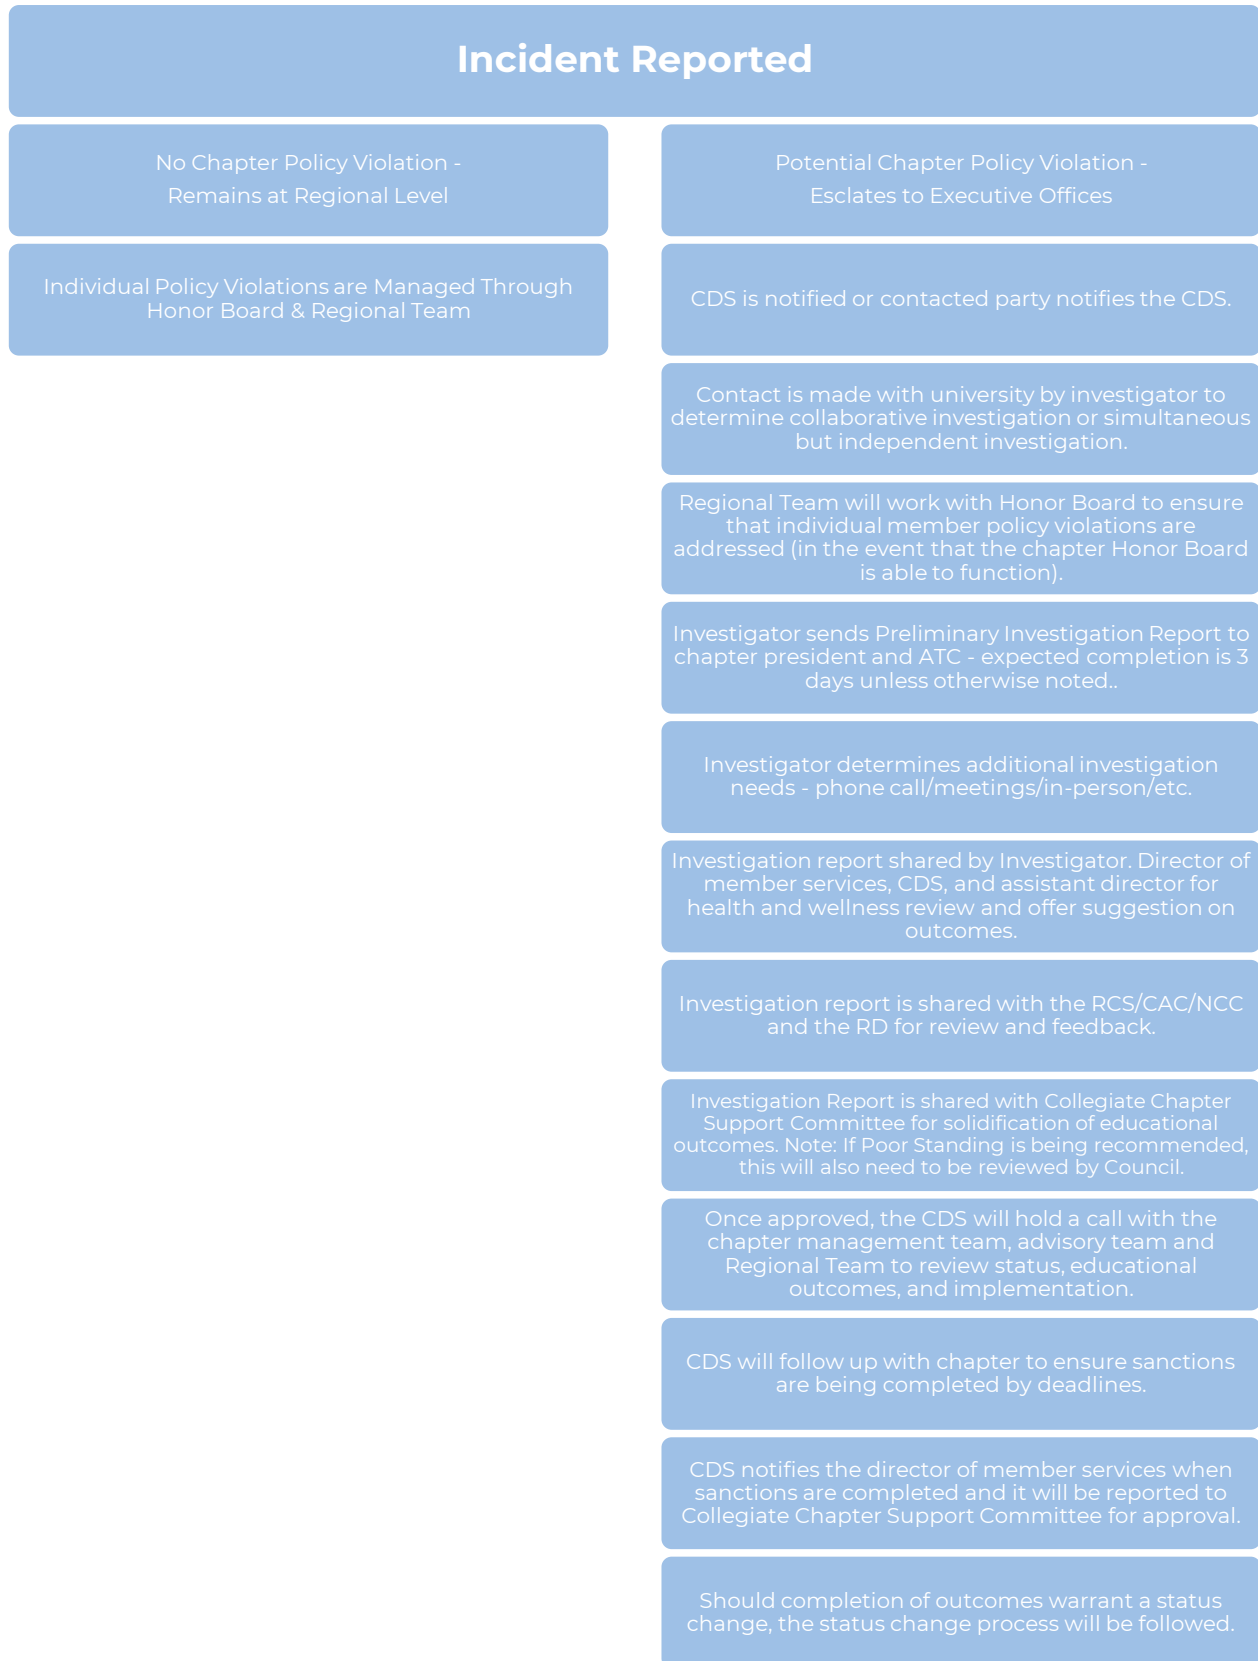 Incident Reported
No Chapter Policy Violation -
Remains at Regional Level
Individual Policy Violations are Managed Through
Honor Board & Regional Team
Potential Chapter Policy Violation -
Esclates to Executive Offices
CDS is notified or contacted party notifies the CDS.
Contact is made with university by investigator to
determine collaborative investigation or simultaneous
but independent investigation.
Regional Team will work with Honor Board to ensure
that individual member policy violations are
addressed (in the event that the chapter Honor Board
is able to function).
Investigator sends Preliminary Investigation Report to
chapter president and ATC - expected completion is 3
days unless otherwise noted..
Investigator determines additional investigation
needs - phone call/meetings/in-person/etc.
Investigation report shared by Investigator. Director of
member services, CDS, and assistant director for
health and wellness review and offer suggestion on
outcomes.
Investigation report is shared with the RCS/CAC/NCC
and the RD for review and feedback.
Investigation Report is shared with Collegiate Chapter
Support Committee for solidification of educational
outcomes. Note: If Poor Standing is being recommended,
this will also need to be reviewed by Council.
Once approved, the CDS will hold a call with the
chapter management team, advisory team and
Regional Team to review status, educational
outcomes, and implementation.
CDS will follow up with chapter to ensure sanctions
are being completed by deadlines.
CDS notifies the director of member services when
sanctions are completed and it will be reported to
Collegiate Chapter Support Committee for approval.
Should completion of outcomes warrant a status
change, the status change process will be followed.